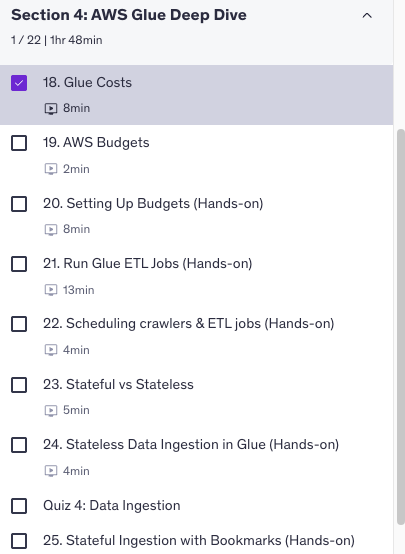 Section 4: AWS Glue Deep Dive
1 / 22 | 1hr 48min
18. Glue Costs
8min
19. AWS Budgets
2min
20. Setting Up Budgets (Hands-on)
8min
21. Run Glue ETL Jobs (Hands-on)
13min
22. Scheduling crawlers & ETL jobs (Hands-on)
4min
23. Stateful vs Stateless
5min
24. Stateless Data Ingestion in Glue (Hands-on)
4min
Quiz 4: Data Ingestion
25. Stateful Ingestion with Bookmarks (Hands-on)